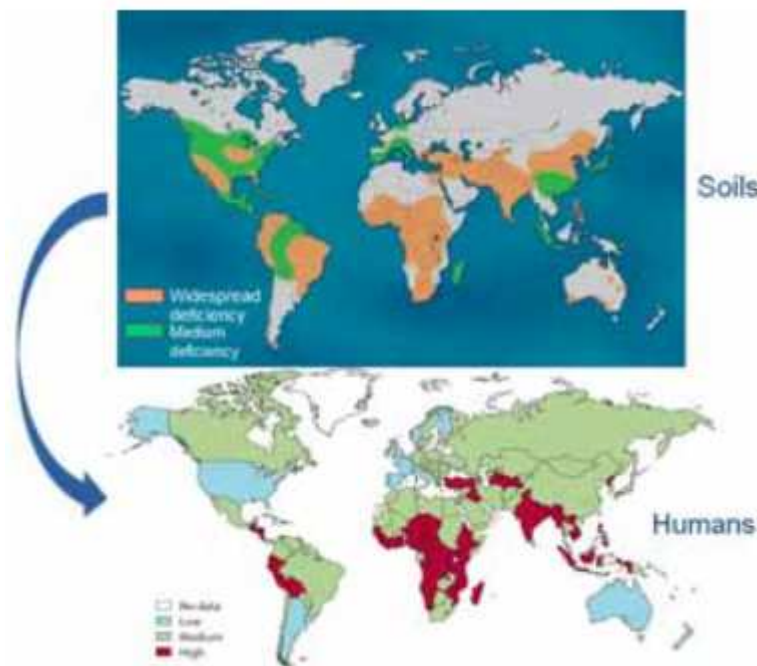 Soils
Widespread
deficiency
Medium
deficiency
Humans
No data
Low
Medium
High